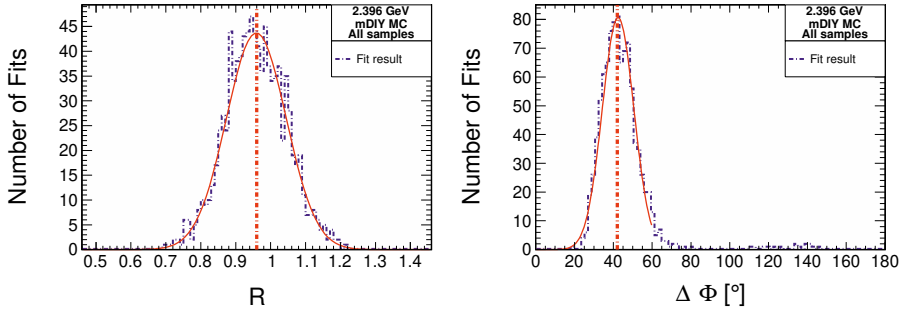 2.396 GeV
mDIY MC
All samples
Fit result
Number of Fits
45
40
35
30
25
20
15
10
5
0
0.5 0.6 0.7 0.8 0.9 1 1.1 1.2 1.3 1.4
R
2.396 GeV
mDIY MC
All samples
Fit result
Number of Fits
80
70
60
50
40
30
20
10
0
0 20 40 60 80 100 120 140 160 180
Δ Φ [°]